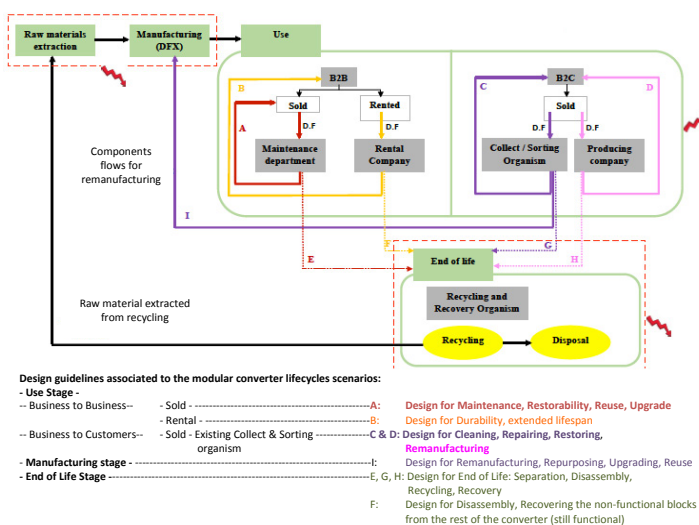 Raw materials
extraction
Manufacturing
(DFX)
Use
B2B
B2C
B
C
D
Sold
Rented
Sold
A
D.F
D.F
D.F
D.F
Maintenance
department
Rental
Company
Collect / Sorting
Organism
Producing
company
Components
flows for
remanufacturing
I
E
F
G
H
End of life
Recycling and
Recovery Organism
Raw material extracted
from recycling
Recycling
Disposal
Design guidelines associated to the modular converter lifecycles scenarios:
- Use Stage -
-- Business to Business-- - Sold - ----------------------------------------A: Design for Maintenance, Restorability, Reuse, Upgrade
- Rental - --------------------------------------B: Design for Durability, extended lifespan
-- Business to Customers-- - Sold - Existing Collect & Sorting ------------C & D: Design for Cleaning, Repairing, Restoring,
organism Remanufacturing
- Manufacturing stage - ----------------------------------------------------I: Design for Remanufacturing, Repurposing, Upgrading, Reuse
- End of Life Stage --------------------------------------------------------E, G, H: Design for End of Life: Separation, Disassembly,
Recycling, Recovery
F: Design for Disassembly, Recovering the non-functional blocks
from the rest of the converter (still functional)